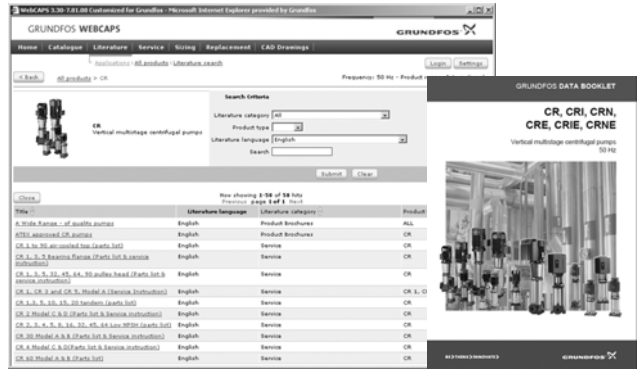 WebCAPS 3.30-7.01.00 Customized for Grundfos - Microsoft Internet Explorer provided by Grundfos
GRUNDFOS WEBCAPS
GRUNDFOS
Home Catalogue Literature Service Sizing Replacement CAD Drawings
Applications All products Literature search
Login Settings
< Back All products > CR
Frequency: 50 Hz - Product
CR
Vertical multistage centrifugal pumps
Search Criteria
Literature category All
Product type
Literature language English
Search
Submit Clear
Close
Now showing 1-58 of 58 hits
Previous page 1 of 1 Next
Title Literature language Literature category Product
A Wide Range - of quality pumps English Product Brochures ALL
ATEX approved CR pumps English Product Brochures CR
CR 1 to 90 air-cooled top (parts list) English Service CR
CR 1, 3, 5 Bearing flange (Parts list & service
instruction) English Service CR
CR 1, 3, 5, 32, 45, 64, 90 pulley head (Parts list &
service instruction) English Service CR
CR 1, CR 3 and CR 5, Model A (Service Instruction) English Service CR 1, C
CR 1,3, 5, 10, 15, 20 tandem (parts list) English Service CR
CR 2 Model C & D (Parts list & Service instruction) English Service CR
CR 2, 3, 4, 5, 8, 16, 32, 45, 64 Low NPSH (parts list) English Service CR
CR 30 Model A & B (Parts list & Service instruction) English Service CR
CR 4 Model C & D(Parts list & Service instruction) English Service CR
CR 60 Model A & B (Parts list) English Service CR
GRUNDFOS DATA BOOKLET
CR, CRI, CRN,
CRE, CRIE, CRNE
Vertical multistage centrifugal pumps
50 Hz
BE>THINK>INNOVATE>
GRUNDFOS